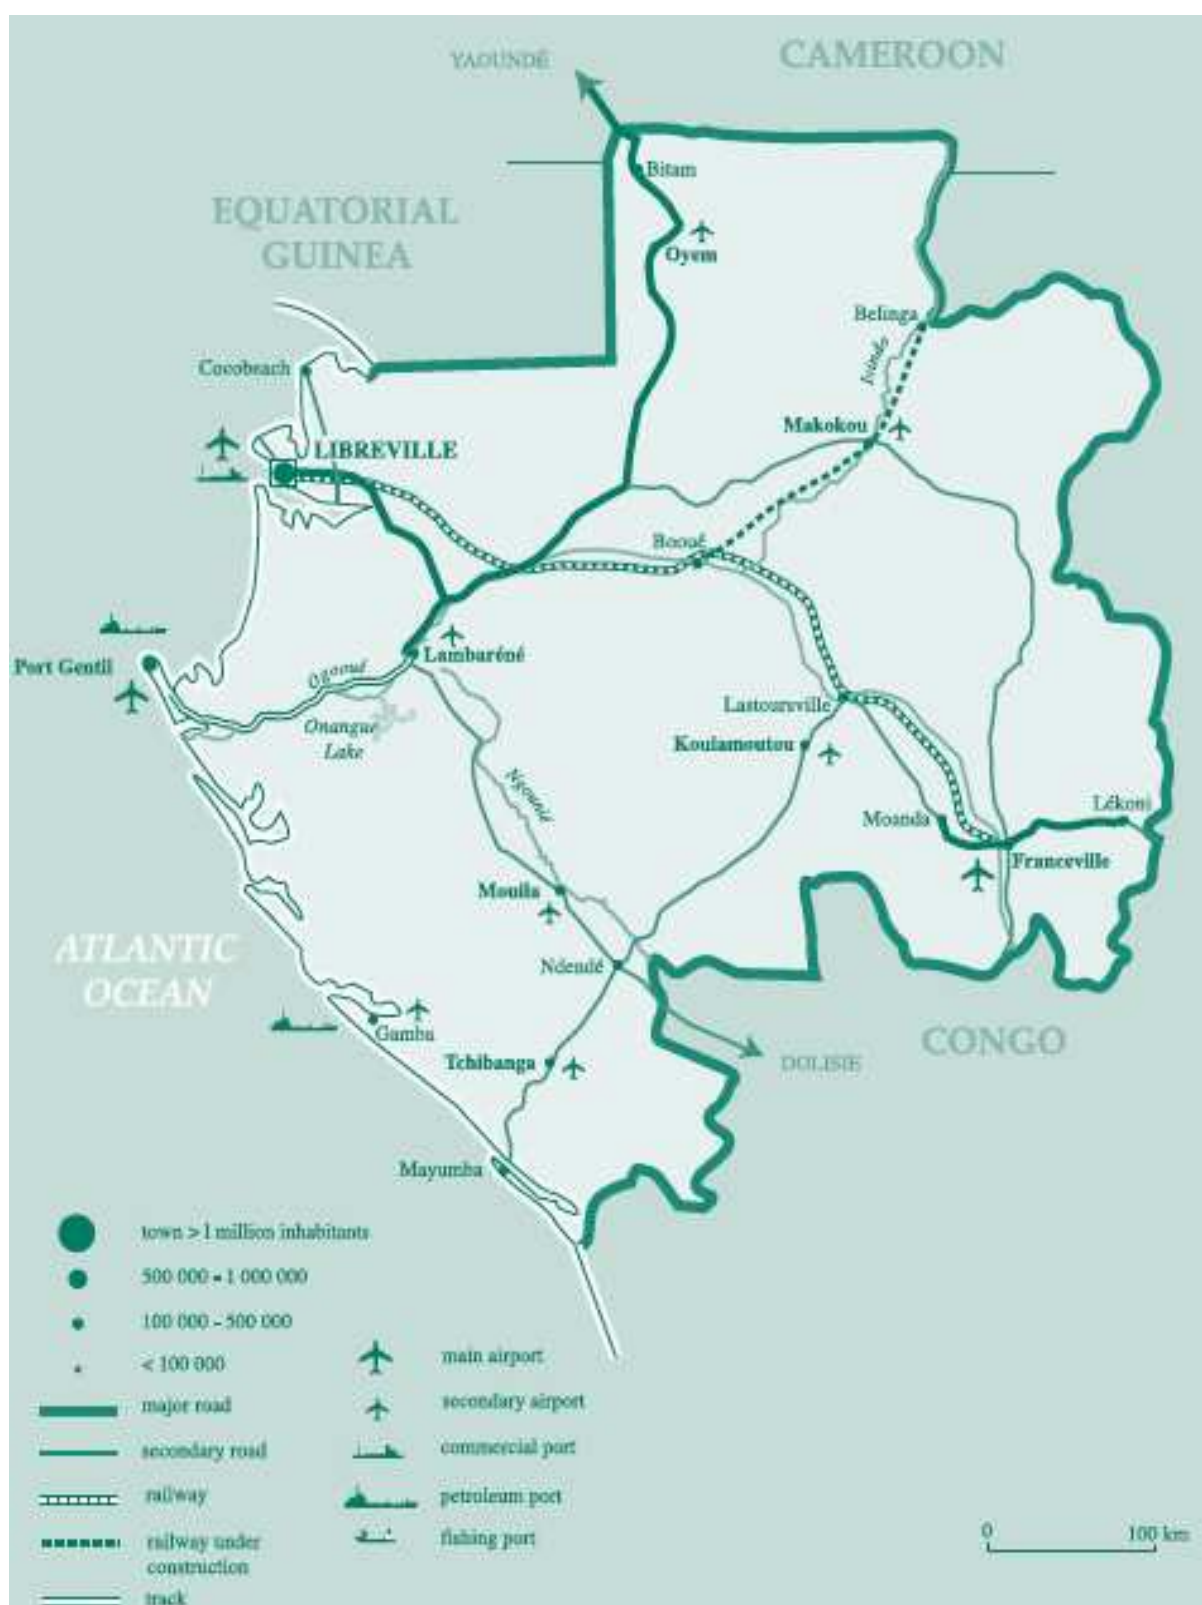 YAOUNDÉ
CAMEROON
Bitam
EQUATORIAL
GUINEA
Oyem
Belinga
Ivindo
Cocobeach
Makokou
LIBREVILLE
Booué
Port Gentil
Lambaréné
Ogooué
Onangue
Lake
Lastoursville
Koulamoutou
Ngounié
Lékoni
Moanda
Franceville
Mouila
ATLANTIC
OCEAN
Ndendé
Gamba
CONGO
Tchibanga
DOLISIE
Mayumba
town > 1 million inhabitants
500 000 - 1 000 000
100 000 - 500 000
< 100 000
major road
secondary road
railway
railway under
construction
track
main airport
secondary airport
commercial port
petroleum port
fishing port
0 100 km